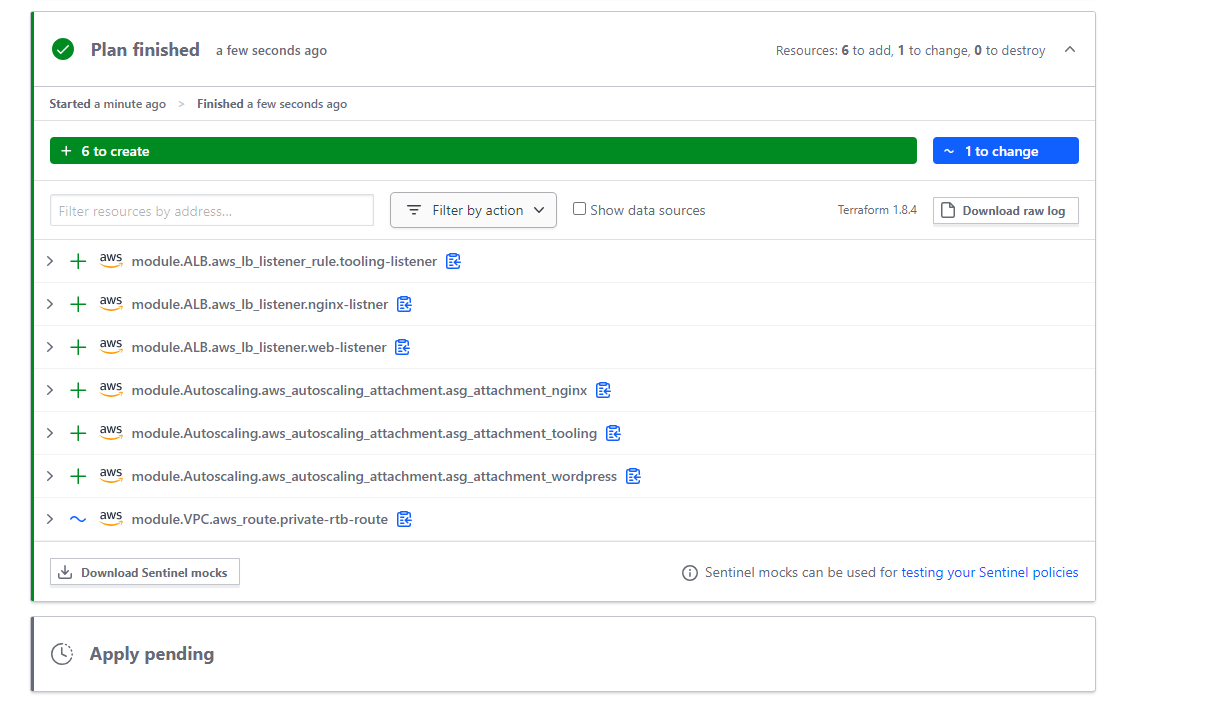 Plan finished a few seconds ago Resources: 6 to add, 1 to change, 0 to destroy
Started a minute ago > Finished a few seconds ago
+ 6 to create ~ 1 to change
Filter resources by address... Filter by action Show data sources Terraform 1.8.4 Download raw log
+ aws module.ALB.aws_lb_listener_rule.tooling-listener
+ aws module.ALB.aws_lb_listener.nginx-listner
+ aws module.ALB.aws_lb_listener.web-listener
+ aws module.Autoscaling.aws_autoscaling_attachment.asg_attachment_nginx
+ aws module.Autoscaling.aws_autoscaling_attachment.asg_attachment_tooling
+ aws module.Autoscaling.aws_autoscaling_attachment.asg_attachment_wordpress
~ aws module.VPC.aws_route.private-rtb-route
Download Sentinel mocks Sentinel mocks can be used for testing your Sentinel policies
Apply pending